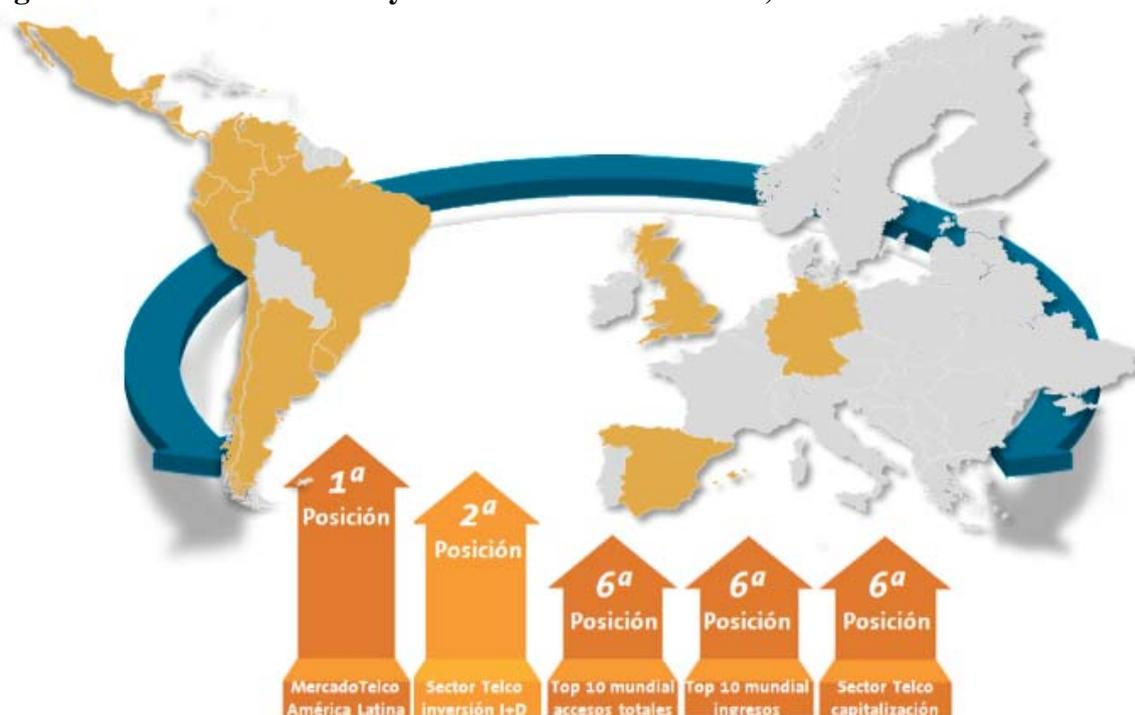 1ª
Posición
2ª
Posición
6ª
Posición
6ª
Posición
6ª
Posición
MercadoTelco
América Latina
Sector Telco
inversión I+D
Top 10 mundial
accesos totales
Top 10 mundial
ingresos
Sector Telco
capitalización